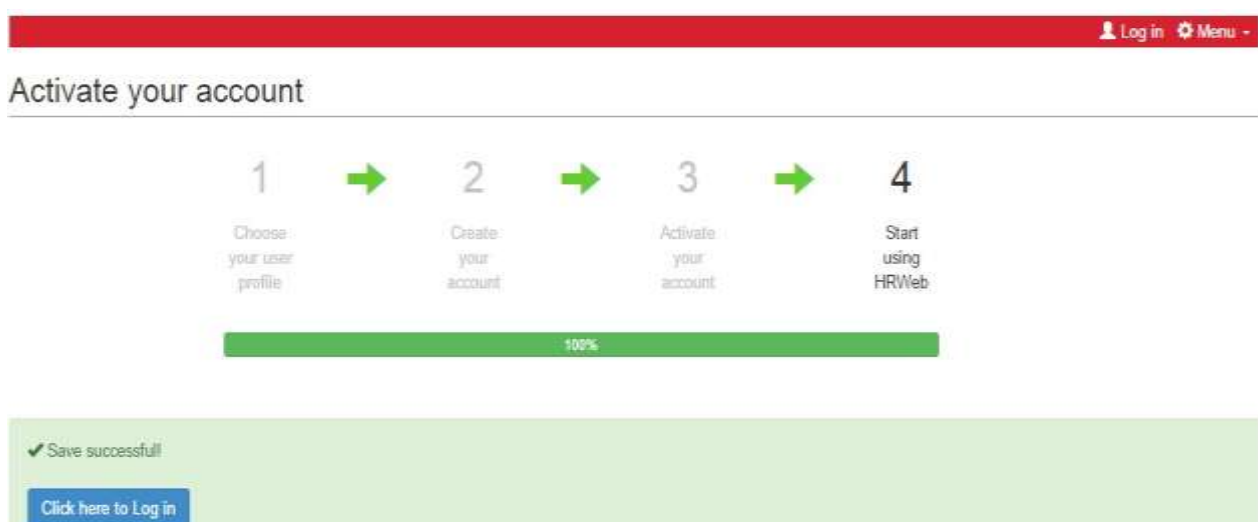 Log in Menu
Activate your account
1 2 3 4
Choose your user profile
Create your account
Activate your account
Start using HRWeb
100%
Save successful!
Click here to Log in